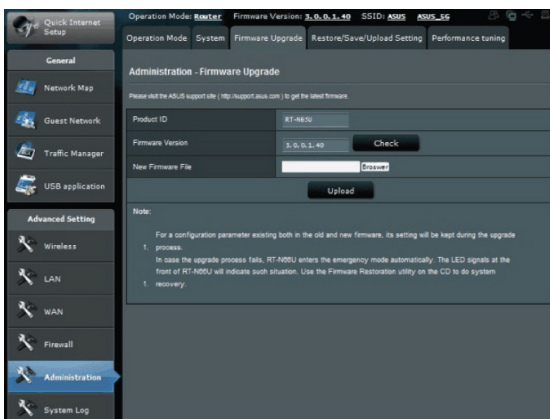 Quick Internet
Setup
Operation Mode: Router Firmware Version: 3.0.0.1.40 SSID: ASUS ASUS_5G
Operation Mode System Firmware Upgrade Restore/Save/Upload Setting Performance tuning
General
Network Map
Guest Network
Traffic Manager
USB application
Advanced Setting
Wireless
LAN
WAN
Firewall
Administration
System Log
Administration - Firmware Upgrade
Please visit the ASUS support site ( http://support.asus.com ) to get the latest firmware.
Product ID RT-N65U
Firmware Version 3.0.0.1.40 Check
New Firmware File Browser
Upload
Note:
For a configuration parameter existing both in the old and new firmware, its setting will be kept during the upgrade
1. process.
In case the upgrade process fails, RT-N66U enters the emergency mode automatically. The LED signals at the
front of RT-N66U will indicate such situation. Use the Firmware Restoration utility on the CD to do system
1. recovery.